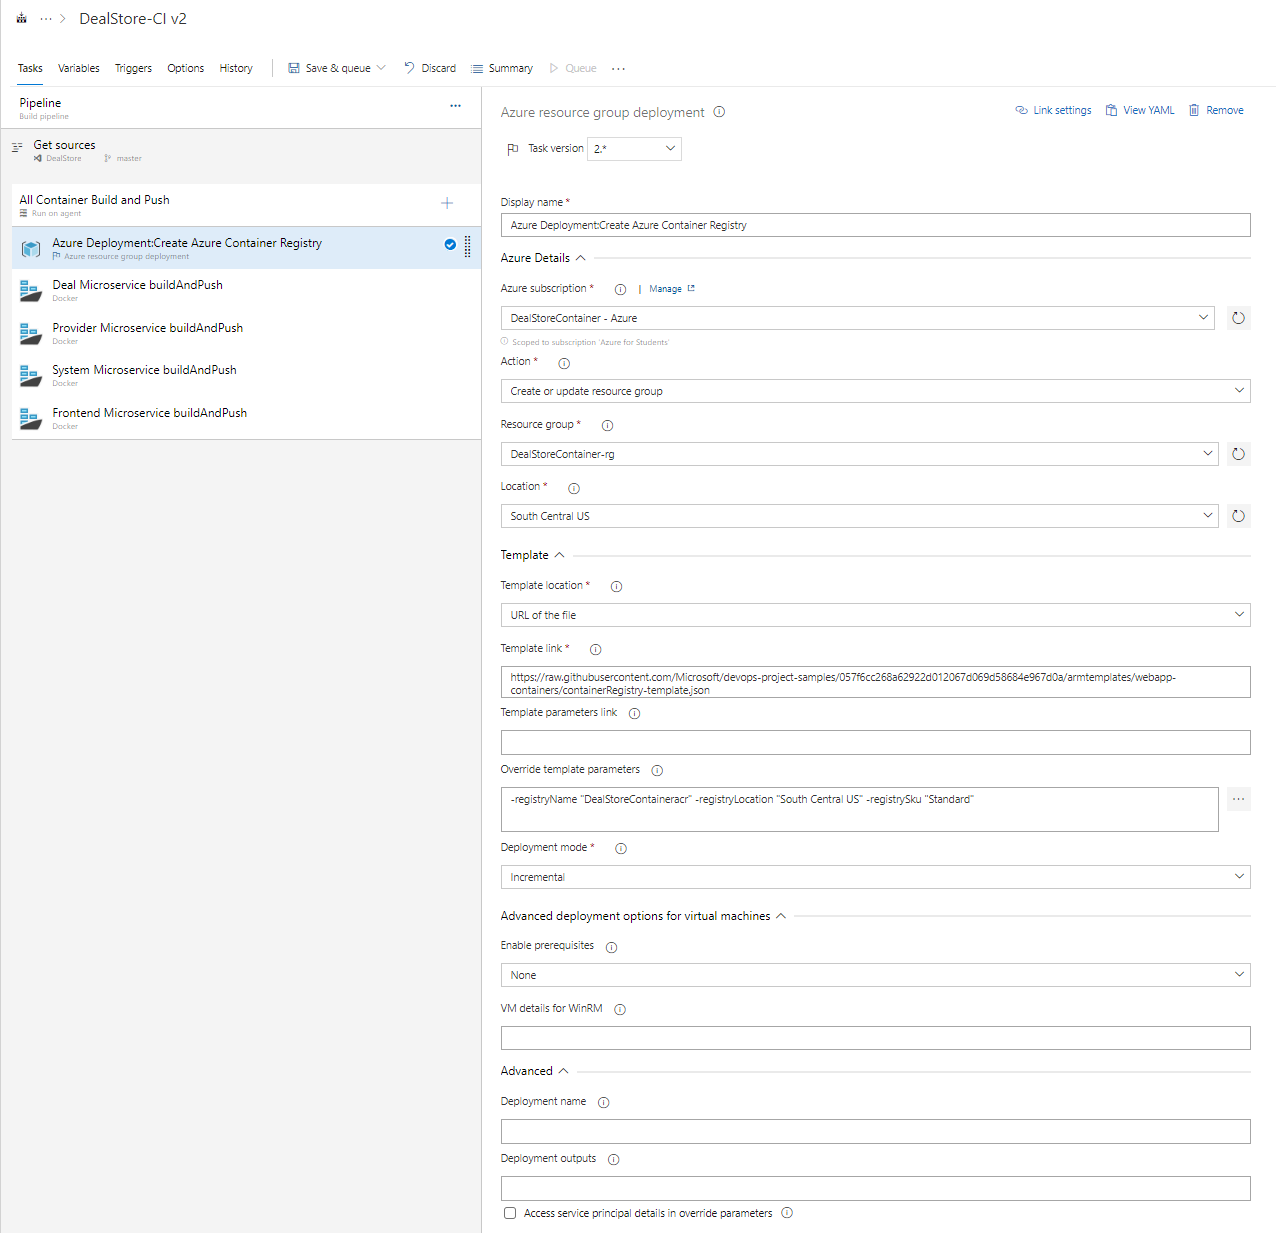 DealStore-CI v2
Tasks Variables Triggers Options History Save & queue Discard Summary Queue
Pipeline
Build pipeline
Get sources
DealStore master
All Container Build and Push
Run on agent
Azure Deployment:Create Azure Container Registry
Azure resource group deployment
Deal Microservice buildAndPush
Docker
Provider Microservice buildAndPush
Docker
System Microservice buildAndPush
Docker
Frontend Microservice buildAndPush
Docker
Azure resource group deployment Link settings View YAML Remove
Task version 2.*
Display name *
Azure Deployment:Create Azure Container Registry
Azure Details
Azure subscription * | Manage
DealStoreContainer - Azure
Scoped to subscription 'Azure for Students'
Action *
Create or update resource group
Resource group *
DealStoreContainer-rg
Location *
South Central US
Template
Template location *
URL of the file
Template link *
https://raw.githubusercontent.com/Microsoft/devops-project-samples/057f6cc268a62922d012067d069d58684e967d0a/armtemplates/webapp-
containers/containerRegistry-template.json
Template parameters link
Override template parameters
-registryName "DealStoreContaineracr" -registryLocation "South Central US" -registrySku "Standard"
Deployment mode *
Incremental
Advanced deployment options for virtual machines
Enable prerequisites
None
VM details for WinRM
Advanced
Deployment name
Deployment outputs
Access service principal details in override parameters